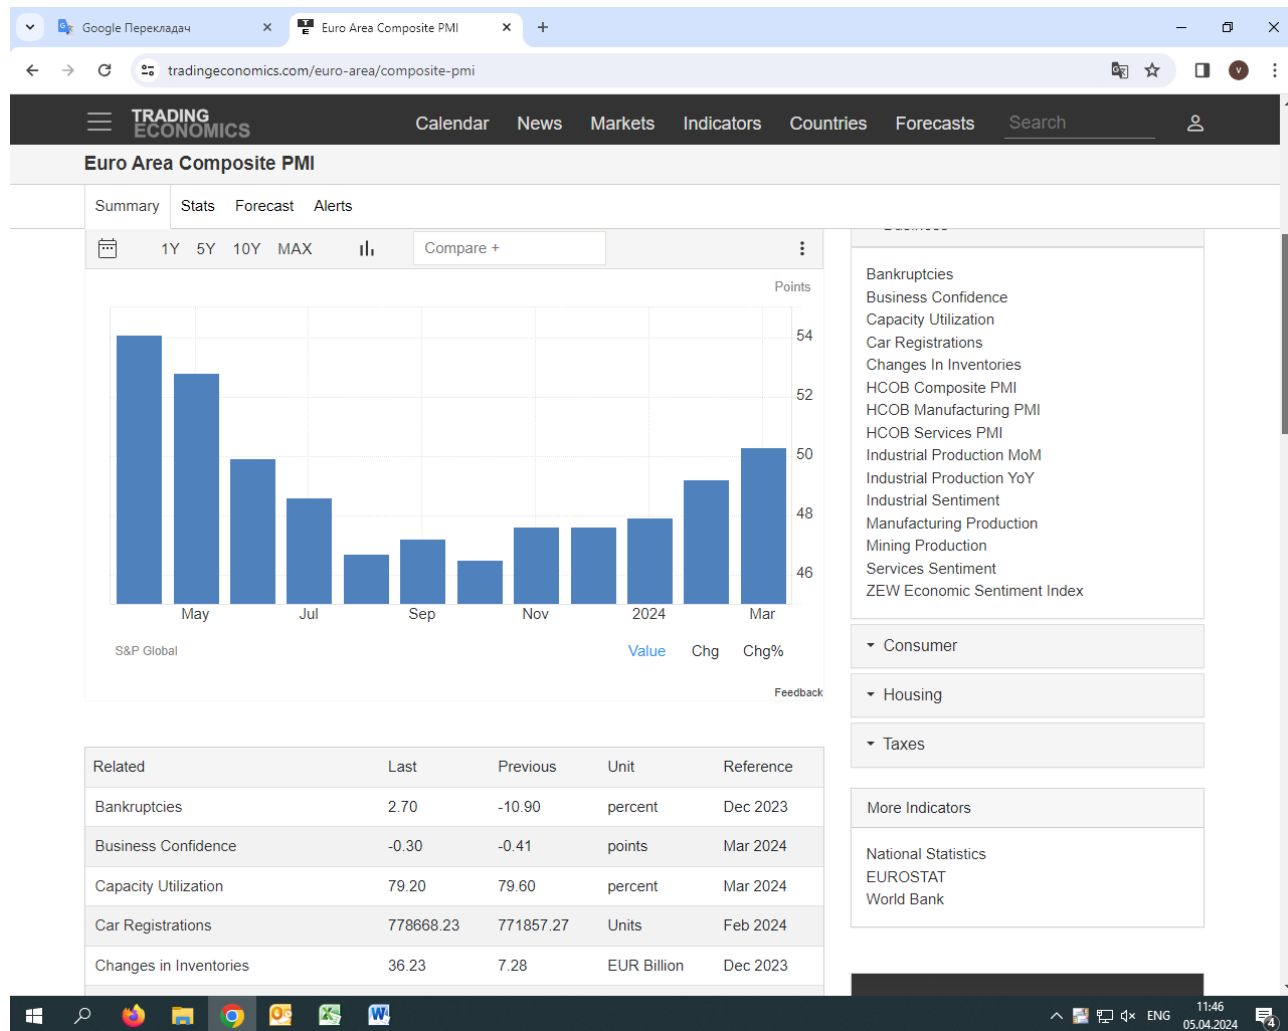 Google Перекладач
Euro Area Composite PMI
tradingeconomics.com/euro-area/composite-pmi
V
TRADING
ECONOMICS
Calendar News Markets Indicators Countries Forecasts Search
Euro Area Composite PMI
Summary Stats Forecast Alerts
1Y 5Y 10Y MAX Compare +
Points
54
52
50
48
46
May Jul Sep Nov 2024 Mar
S&P Global Value Chg Chg%
Feedback
Related Last Previous Unit Reference
Bankruptcies 2.70 -10.90 percent Dec 2023
Business Confidence -0.30 -0.41 points Mar 2024
Capacity Utilization 79.20 79.60 percent Mar 2024
Car Registrations 778668.23 771857.27 Units Feb 2024
Changes in Inventories 36.23 7.28 EUR Billion Dec 2023
Bankruptcies
Business Confidence
Capacity Utilization
Car Registrations
Changes In Inventories
HCOB Composite PMI
HCOB Manufacturing PMI
HCOB Services PMI
Industrial Production MoM
Industrial Production YoY
Industrial Sentiment
Manufacturing Production
Mining Production
Services Sentiment
ZEW Economic Sentiment Index
Consumer
Housing
Taxes
More Indicators
National Statistics
EUROSTAT
World Bank
ENG
11:46
05.04.2024
4